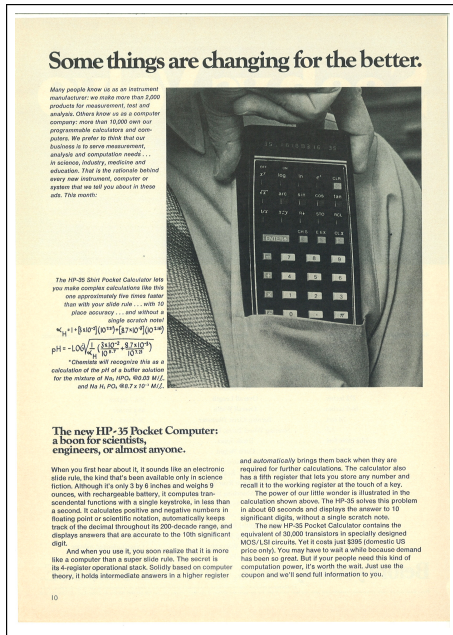 Some things are changing for the better.
Many people know us as an instrument
manufacturer: we make more than 2,000
products for measurement, test and
analysis. Others know us as a computer
company: more than 10,000 own our
programmable calculators and com-
puters. We prefer to think that our
business is to serve measurement,
analysis and computation needs . . .
in science, industry, medicine and
education. That is the rationale behind
every new instrument, computer or
system that we tell you about in these
ads. This month:
The HP-35 Shirt Pocket Calculator lets
you make complex calculations like this
one approximately five times faster
than with your slide rule . . . with 10
place accuracy . . . and without a
single scratch note!
*Chemists will recognize this as a
calculation of the pH of a buffer solution
for the mixture of Na₂ HPO₄ @0.03 M/ℓ.
The new HP-35 Pocket Computer:
a boon for scientists,
engineers, or almost anyone.
When you first hear about it, it sounds like an electronic
slide rule, the kind that's been available only in science
fiction. Although it's only 3 by 6 inches and weighs 9
ounces, with rechargeable battery, it computes tran-
scendental functions with a single keystroke, in less than
a second. It calculates positive and negative numbers in
floating point or scientific notation, automatically keeps
track of the decimal throughout its 200-decade range, and
displays answers that are accurate to the 10th significant
digit.
And when you use it, you soon realize that it is more
like a computer than a super slide rule. The secret is
its 4-register operational stack. Solidly based on computer
theory, it holds intermediate answers in a higher register
and automatically brings them back when they are
required for further calculations. The calculator also
has a fifth register that lets you store any number and
recall it to the working register at the touch of a key.
The power of our little wonder is illustrated in the
calculation shown above. The HP-35 solves this problem
in about 60 seconds and displays the answer to 10
significant digits, without a single scratch note.
The new HP-35 Pocket Calculator contains the
equivalent of 30,000 transistors in specially designed
MOS/LSI circuits. Yet it costs just $395 (domestic US
price only). You may have to wait a while because demand
has been so great. But if your people need this kind of
computation power, it's worth the wait. Just use the
coupon and we'll send full information to you.
10